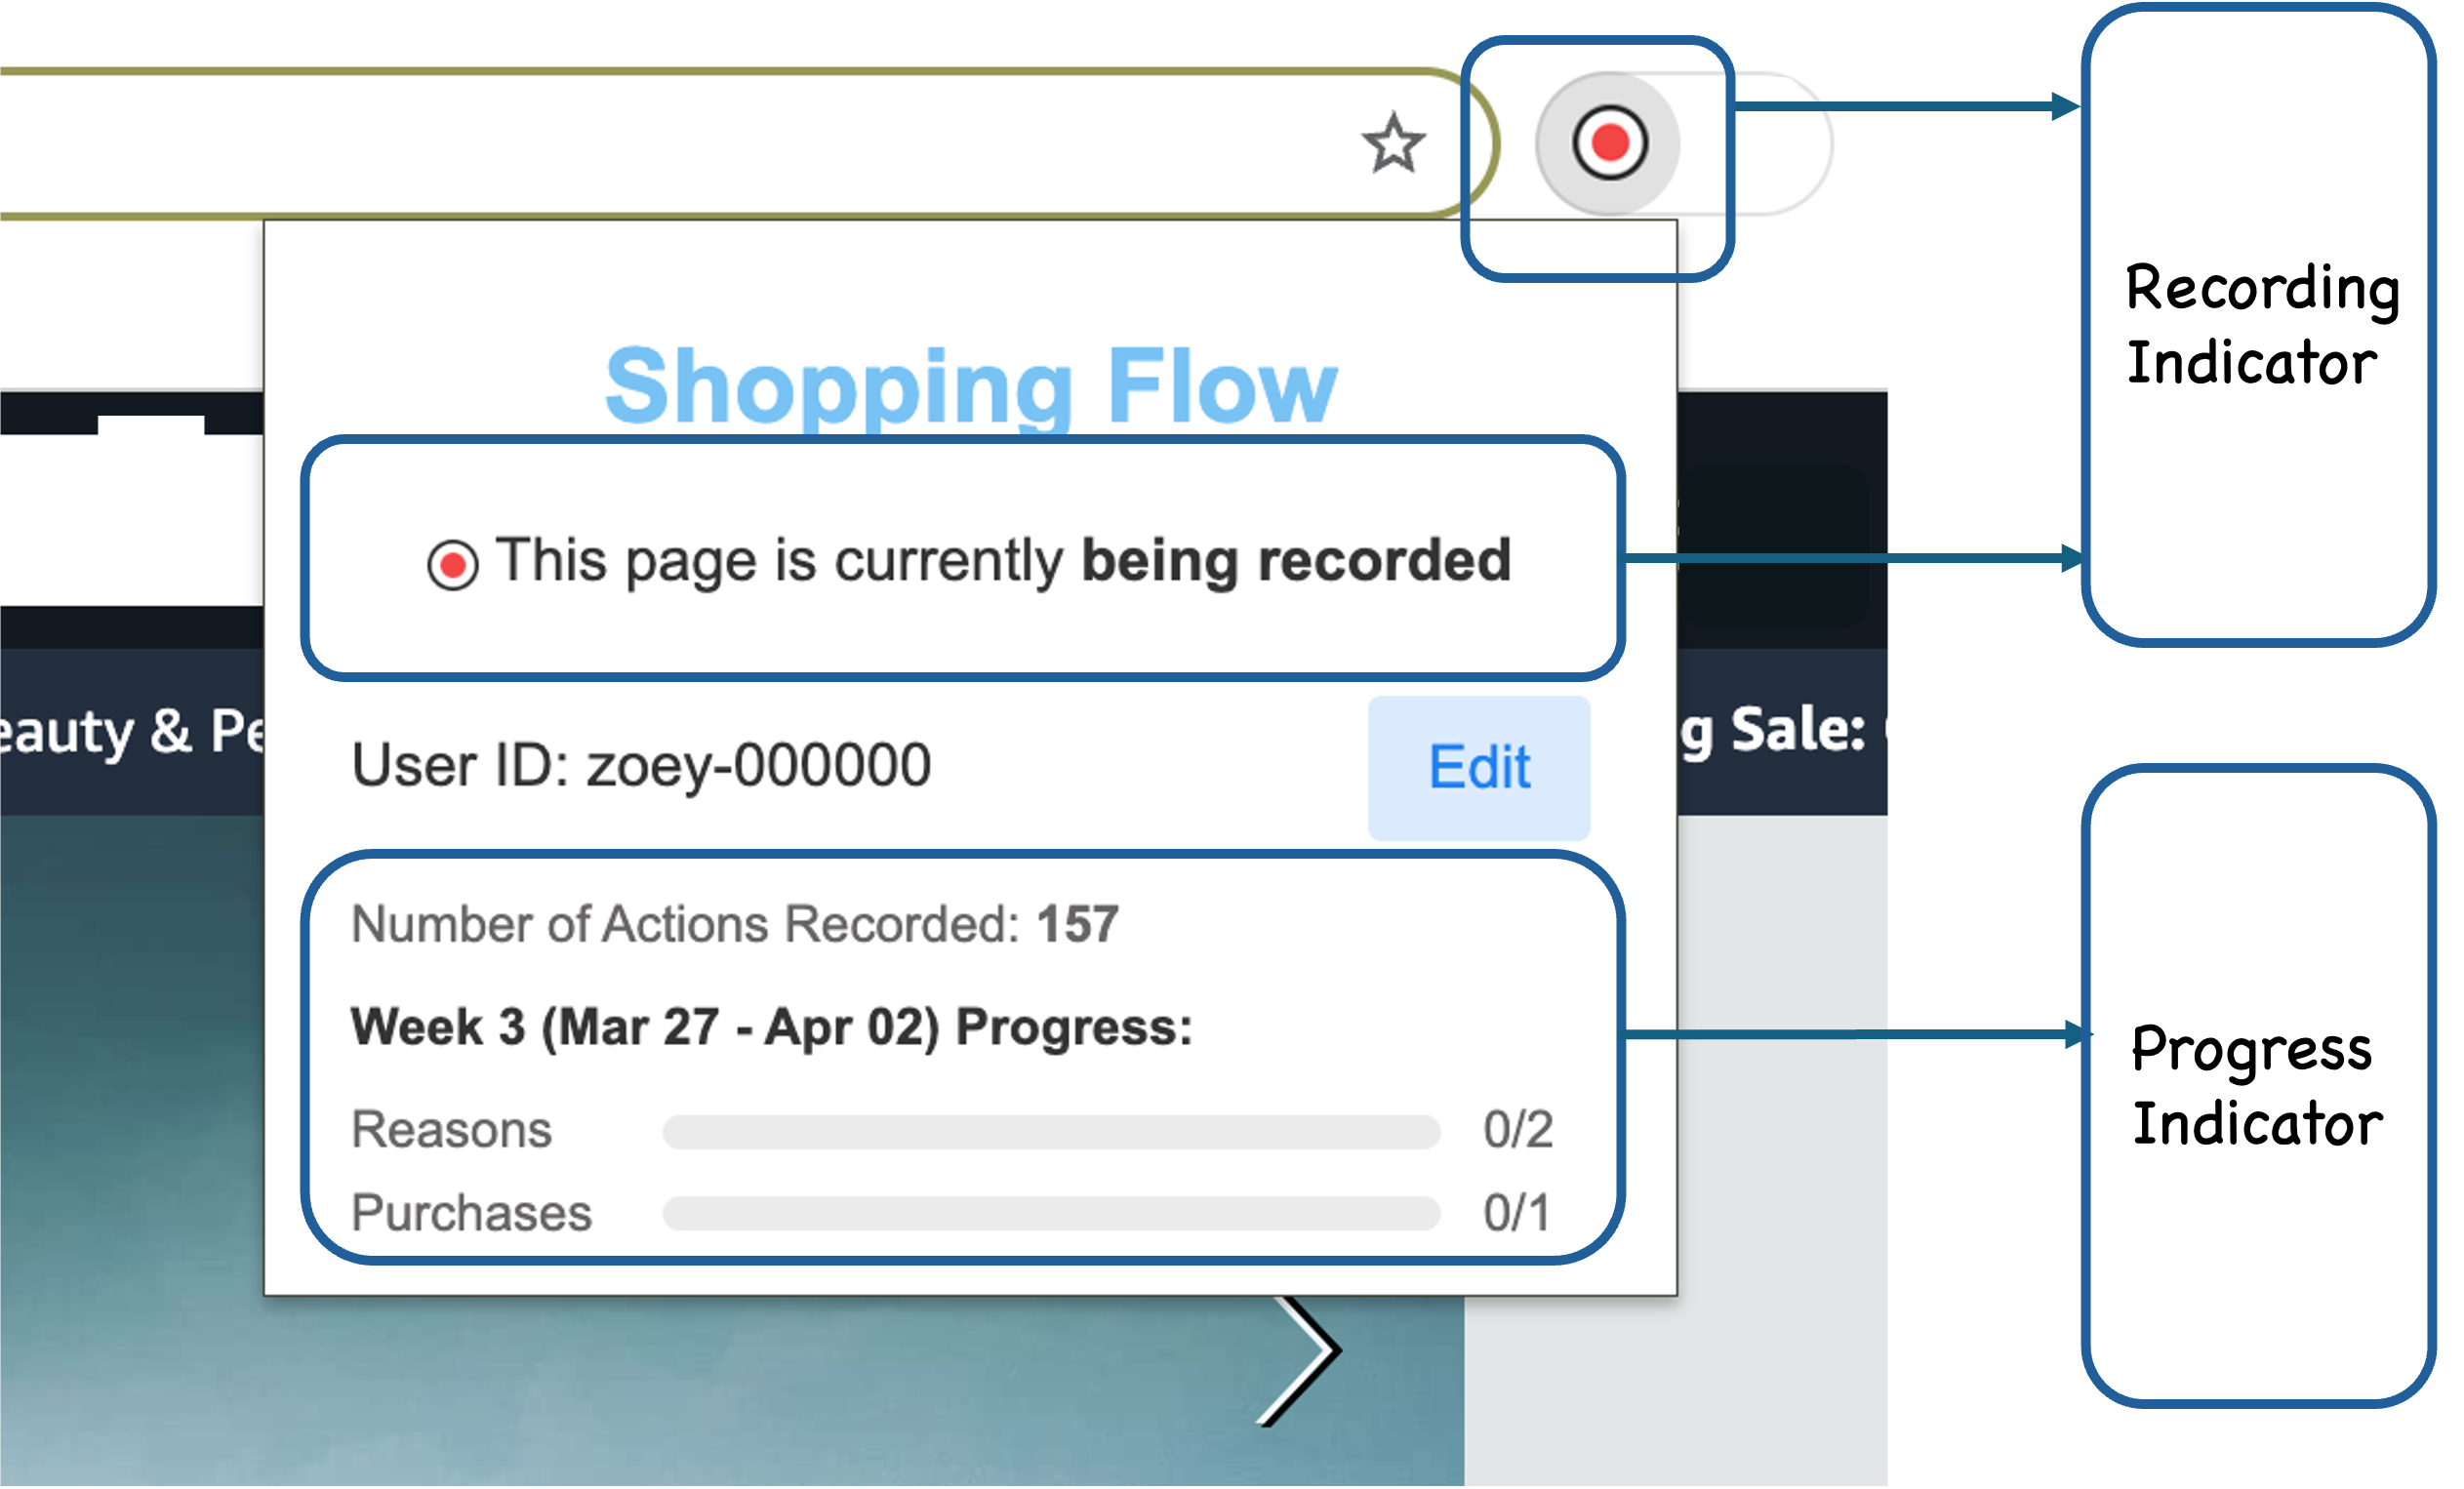 Recording
Indicator
Shopping Flow
This page is currently being recorded
User ID: zoey-000000
Edit
eauty & Pe
g Sale:
Number of Actions Recorded: 157
Week 3 (Mar 27 - Apr 02) Progress:
Reasons 0/2
Purchases 0/1
Progress
Indicator